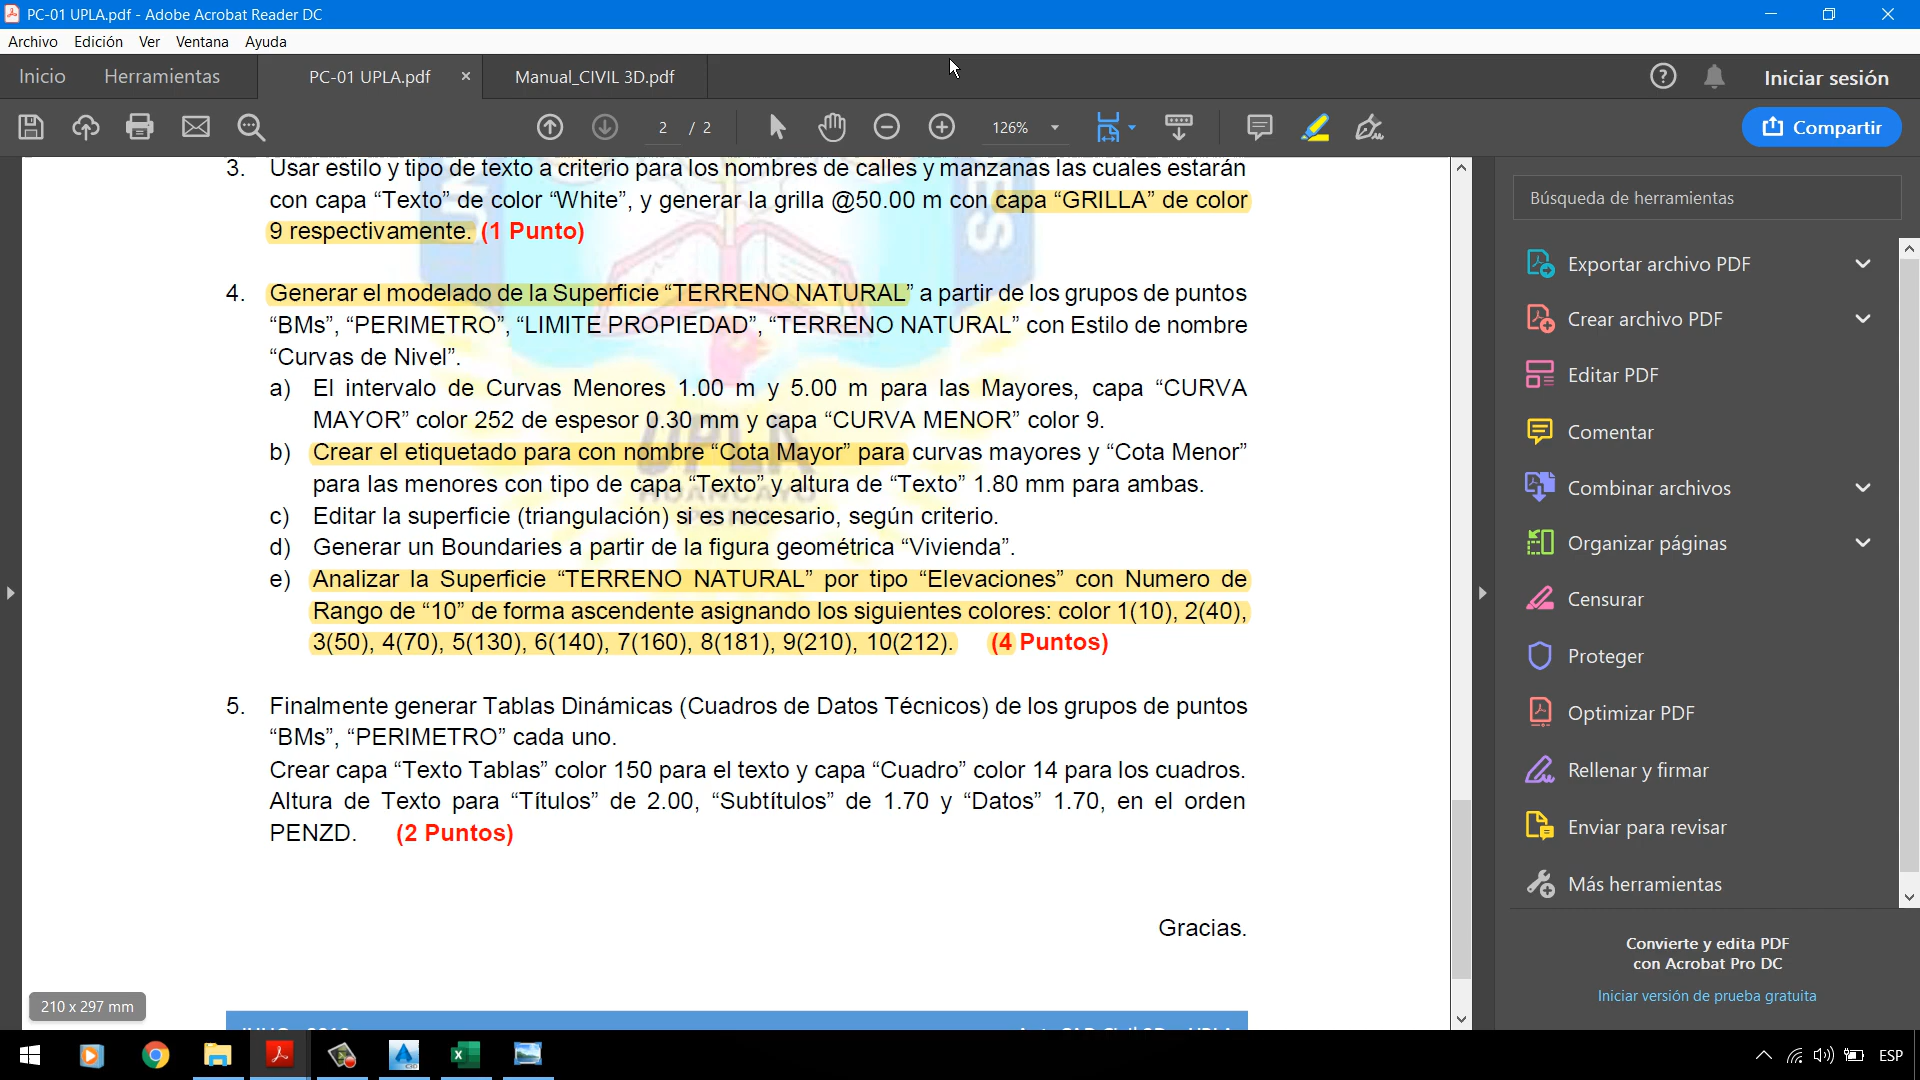 PC-01 UPLA.pdf - Adobe Acrobat Reader DC
Archivo Edición Ver Ventana Ayuda
Inicio Herramientas PC-01 UPLA.pdf Manual_CIVIL 3D.pdf Iniciar sesión
2 / 2 126% Compartir
3. Usar estilo y tipo de texto a criterio para los nombres de calles y manzanas las cuales estarán
con capa “Texto” de color “White”, y generar la grilla @50.00 m con capa “GRILLA” de color
9 respectivamente. (1 Punto)
4. Generar el modelado de la Superficie “TERRENO NATURAL” a partir de los grupos de puntos
“BMs”, “PERIMETRO”, “LIMITE PROPIEDAD”, “TERRENO NATURAL” con Estilo de nombre
“Curvas de Nivel”.
a) El intervalo de Curvas Menores 1.00 m y 5.00 m para las Mayores, capa “CURVA
MAYOR” color 252 de espesor 0.30 mm y capa “CURVA MENOR” color 9.
b) Crear el etiquetado para con nombre “Cota Mayor” para curvas mayores y “Cota Menor”
para las menores con tipo de capa “Texto” y altura de “Texto” 1.80 mm para ambas.
c) Editar la superficie (triangulación) si es necesario, según criterio.
d) Generar un Boundaries a partir de la figura geométrica “Vivienda”.
e) Analizar la Superficie “TERRENO NATURAL” por tipo “Elevaciones” con Numero de
Rango de “10” de forma ascendente asignando los siguientes colores: color 1(10), 2(40),
3(50), 4(70), 5(130), 6(140), 7(160), 8(181), 9(210), 10(212). (4 Puntos)
5. Finalmente generar Tablas Dinámicas (Cuadros de Datos Técnicos) de los grupos de puntos
“BMs”, “PERIMETRO” cada uno.
Crear capa “Texto Tablas” color 150 para el texto y capa “Cuadro” color 14 para los cuadros.
Altura de Texto para “Títulos” de 2.00, “Subtítulos” de 1.70 y “Datos” 1.70, en el orden
PENZD. (2 Puntos)
Gracias.
UPLA
HUANCAYO
210 x 297 mm
Búsqueda de herramientas
Exportar archivo PDF
Crear archivo PDF
Editar PDF
Comentar
Combinar archivos
Organizar páginas
Censurar
Proteger
Optimizar PDF
Rellenar y firmar
Enviar para revisar
Más herramientas
Convierte y edita PDF
con Acrobat Pro DC
Iniciar versión de prueba gratuita
ESP